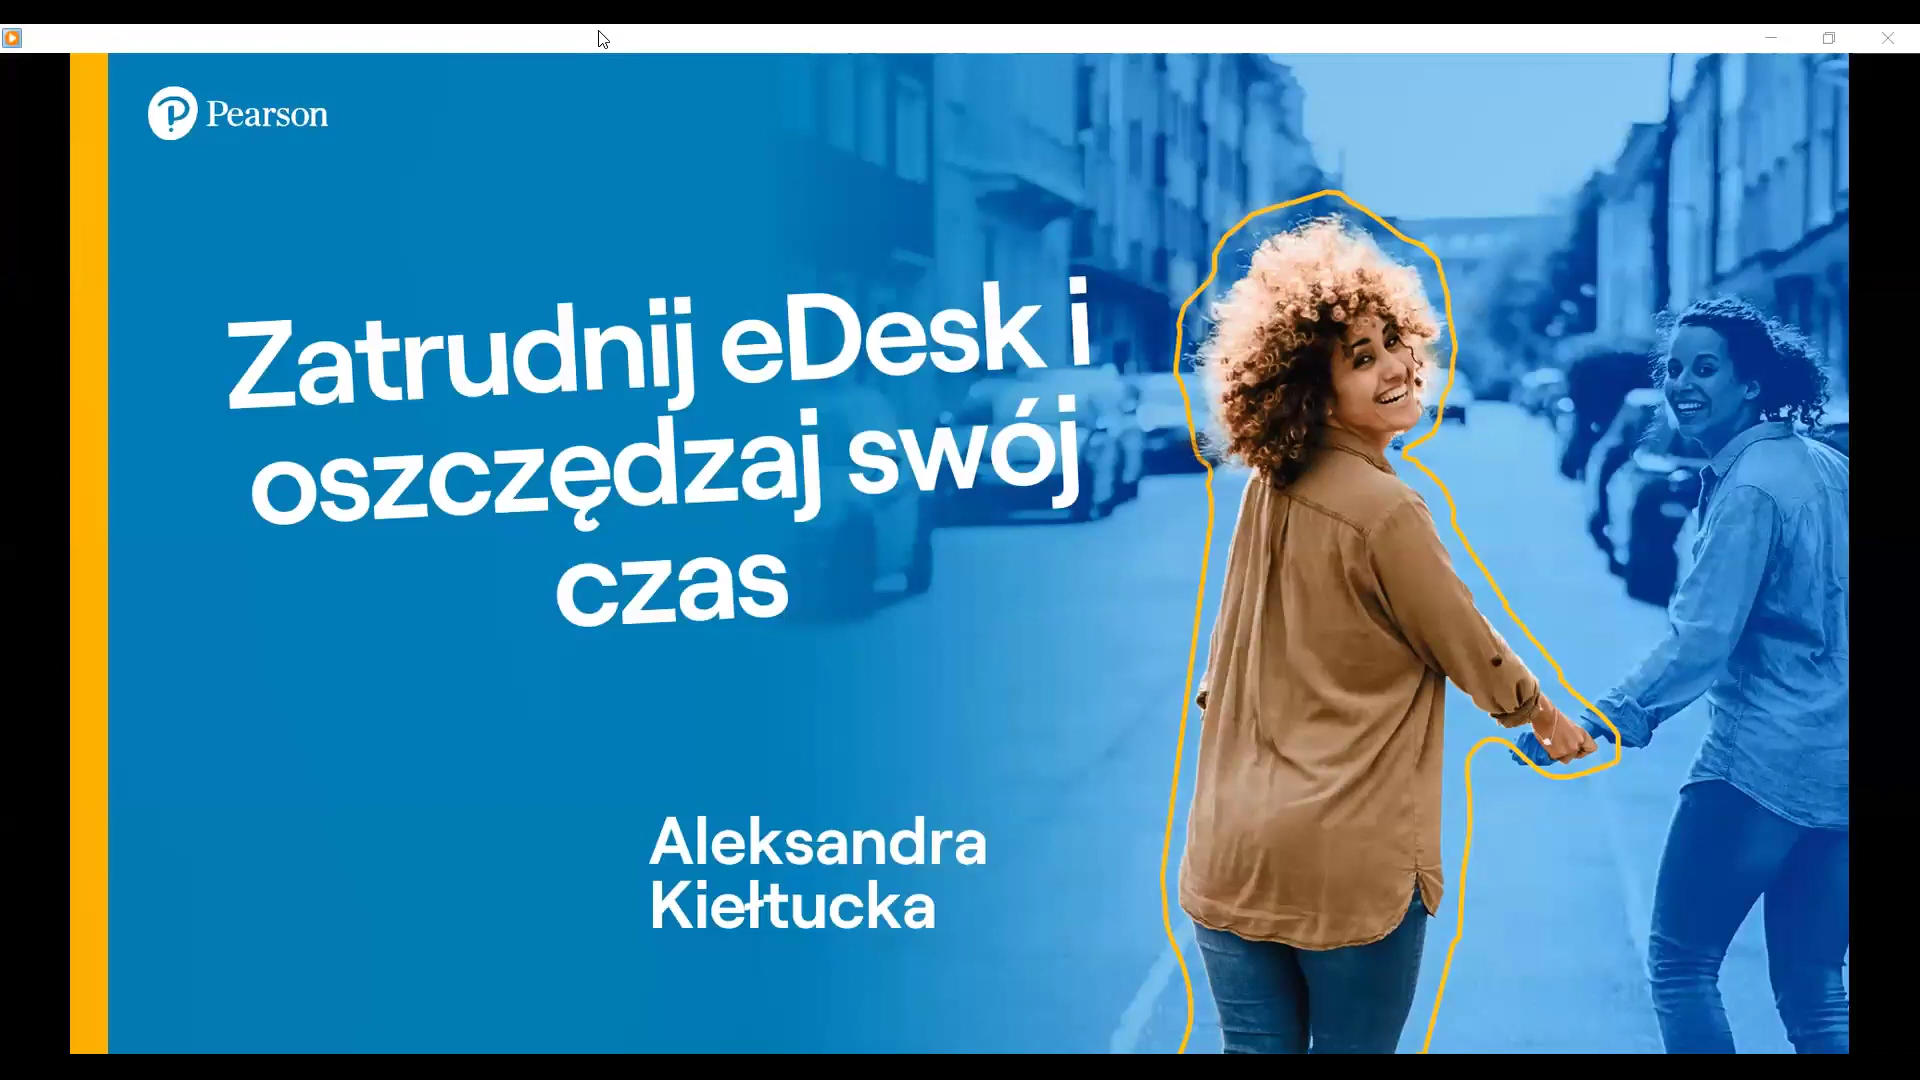 Pearson
Zatrudnij eDesk i
oszczędzaj swój
czas
Aleksandra
Kiełtucka